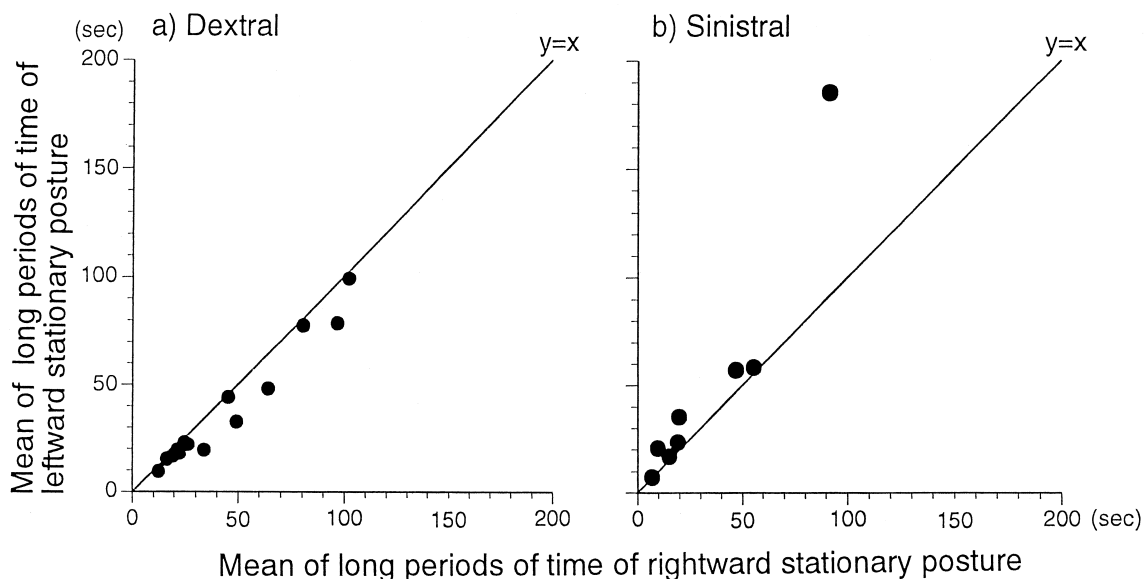 (sec)
a) Dextral
b) Sinistral
y=x
y=x
200
150
100
50
0
Mean of long periods of time of
leftward stationary posture
0 50 100 150 200
0 50 100 150 200 (sec)
Mean of long periods of time of rightward stationary posture